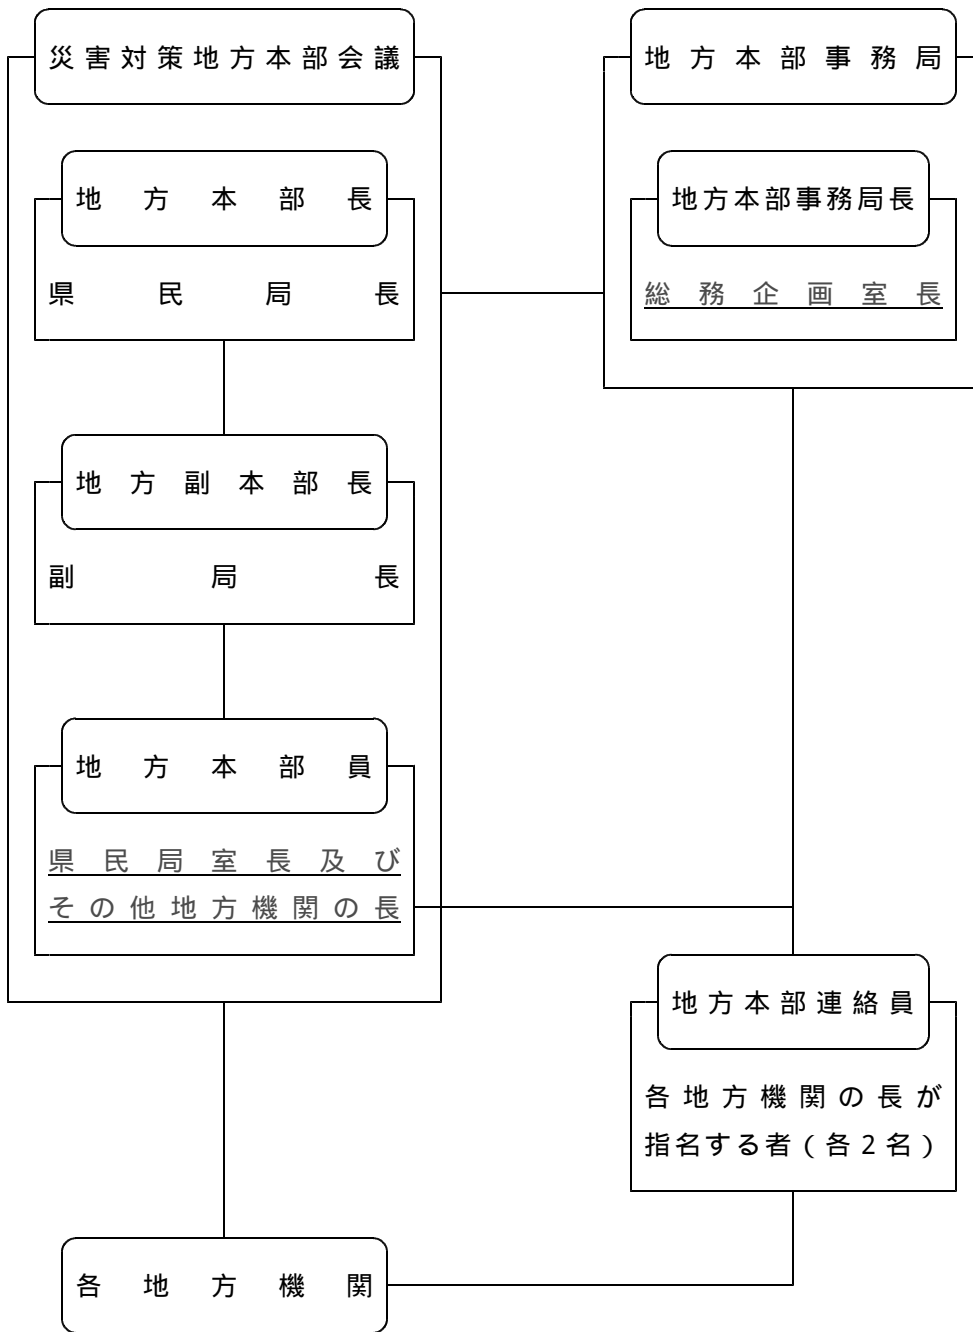 災害対策地方本部会議
地方本部長
県民局長
地方副本部長
副局長
地方本部員
県民局室長及び
その他地方機関の長
各地方機関
地方本部事務局
地方本部事務局長
総務企画室長
地方本部連絡員
各地方機関の長が
指名する者(各2名)